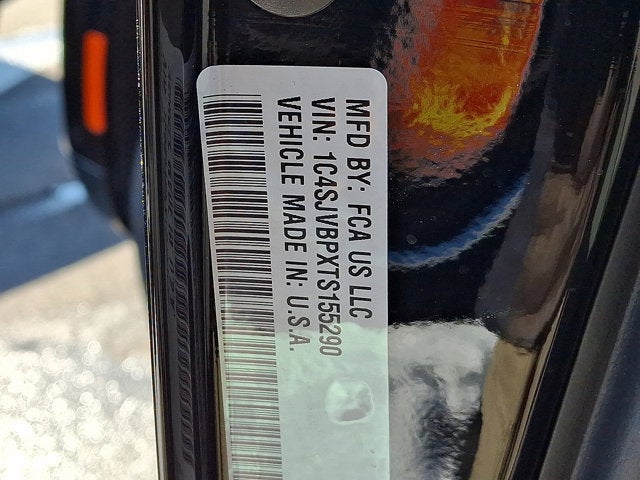 MFD BY: FCA US LLC
VIN: 1C4SJVBPXTS155290
VEHICLE MADE IN: U.S.A.